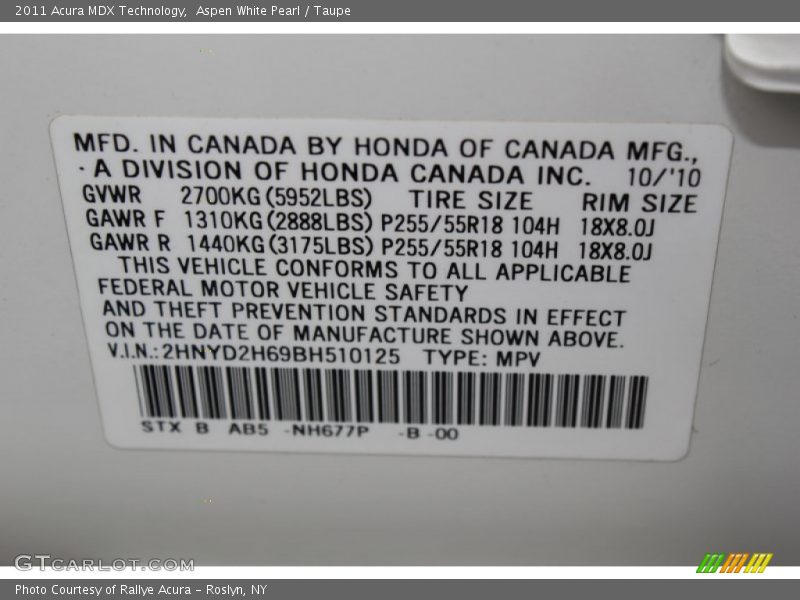 2011 Acura MDX Technology,  Aspen White Pearl / Taupe
MFD. IN CANADA BY HONDA OF CANADA MFG.,
A DIVISION OF HONDA CANADA INC. 10/'10
GVWR 2700KG(5952LBS) TIRE SIZE RIM SIZE
GAWR F 1310KG(2888LBS) P255/55R18 104H 18X8.0J
GAWR R 1440KG(3175LBS) P255/55R18 104H 18X8.0J
THIS VEHICLE CONFORMS TO ALL APPLICABLE
FEDERAL MOTOR VEHICLE SAFETY
AND THEFT PREVENTION STANDARDS IN EFFECT
ON THE DATE OF MANUFACTURE SHOWN ABOVE.
V.I.N.:2HNYD2H69BH510125 TYPE: MPV
STX B AB5 -NH677P -B -00
GTCARLOT.COM
Photo Courtesy of Rallye Acura - Roslyn, NY